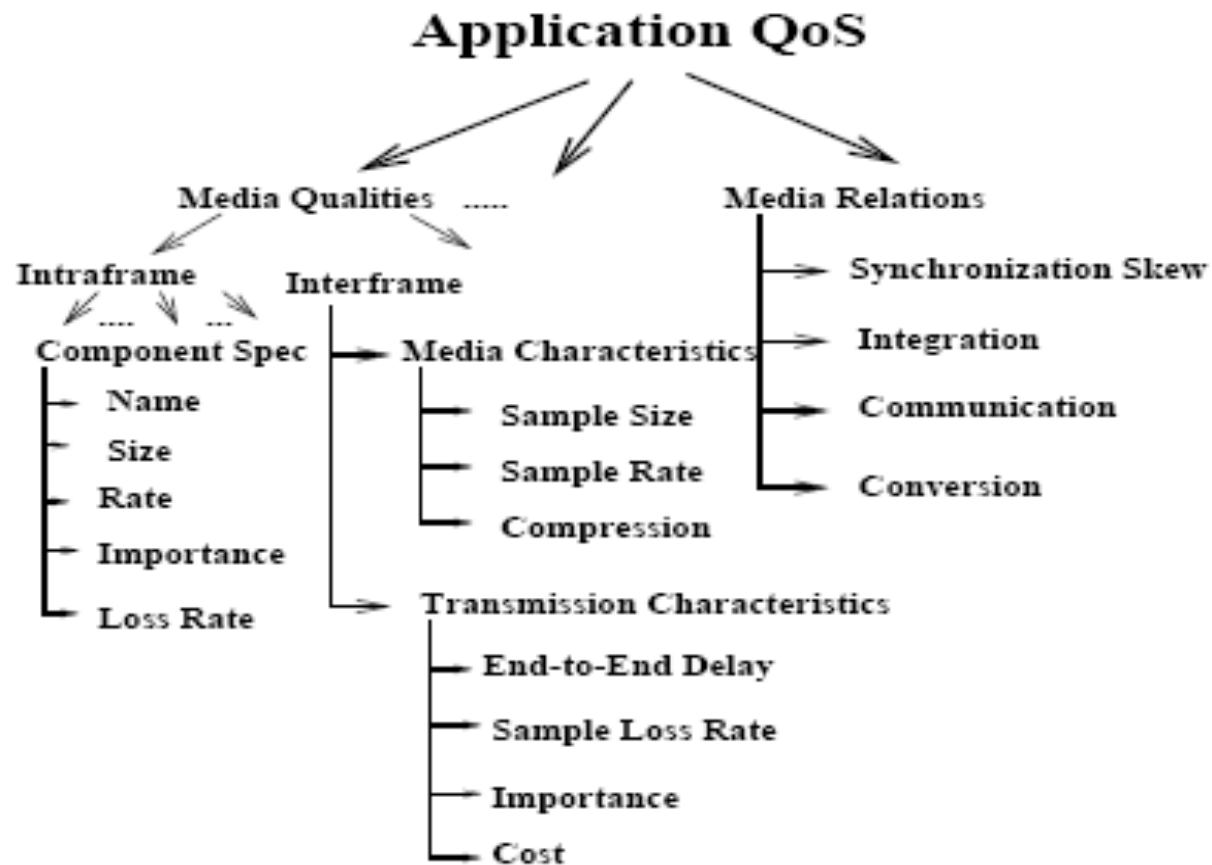 Application QoS
Media Qualities .....
Media Relations
Intraframe
Interframe
.... ...
Component Spec
Name
Size
Rate
Importance
Loss Rate
Media Characteristics
Sample Size
Sample Rate
Compression
Transmission Characteristics
End-to-End Delay
Sample Loss Rate
Importance
Cost
Synchronization Skew
Integration
Communication
Conversion